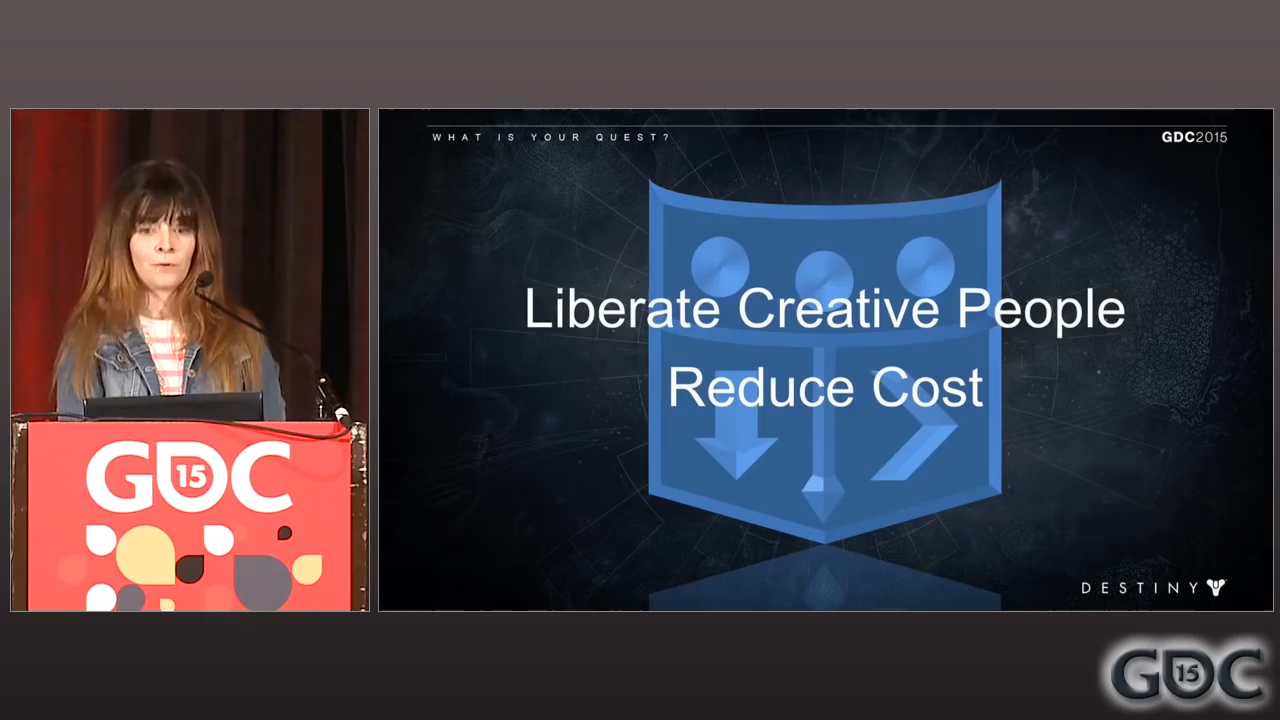 WHAT IS YOUR QUEST?
GDC2015
Liberate Creative People
Reduce Cost
DESTINY
GDC
15
GDC
15